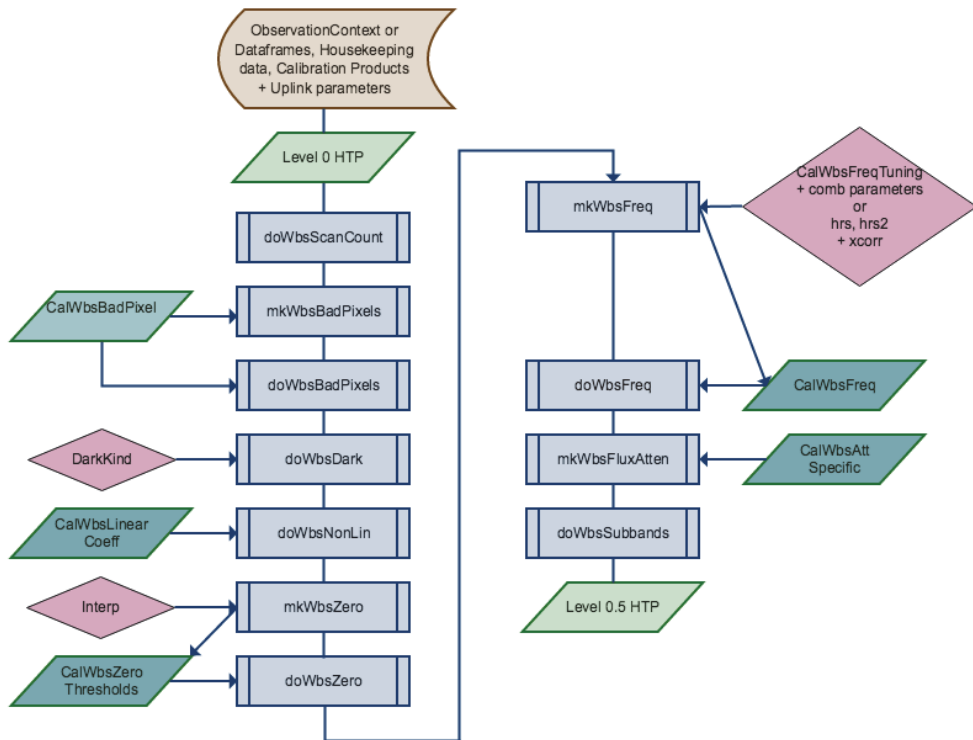 ObservationContext or
Dataframes, Housekeeping
data, Calibration Products
+ Uplink parameters
Level 0 HTP
doWbsScanCount
CalWbsBadPixel
mkWbsBadPixels
doWbsBadPixels
DarkKind
doWbsDark
CalWbsLinear
Coeff
doWbsNonLin
Interp
mkWbsZero
CalWbsZero
Thresholds
doWbsZero
mkWbsFreq
CalWbsFreqTuning
+ comb parameters
or
hrs, hrs2
+ xcorr
doWbsFreq
CalWbsFreq
mkWbsFluxAtten
CalWbsAtt
Specific
doWbsSubbands
Level 0.5 HTP